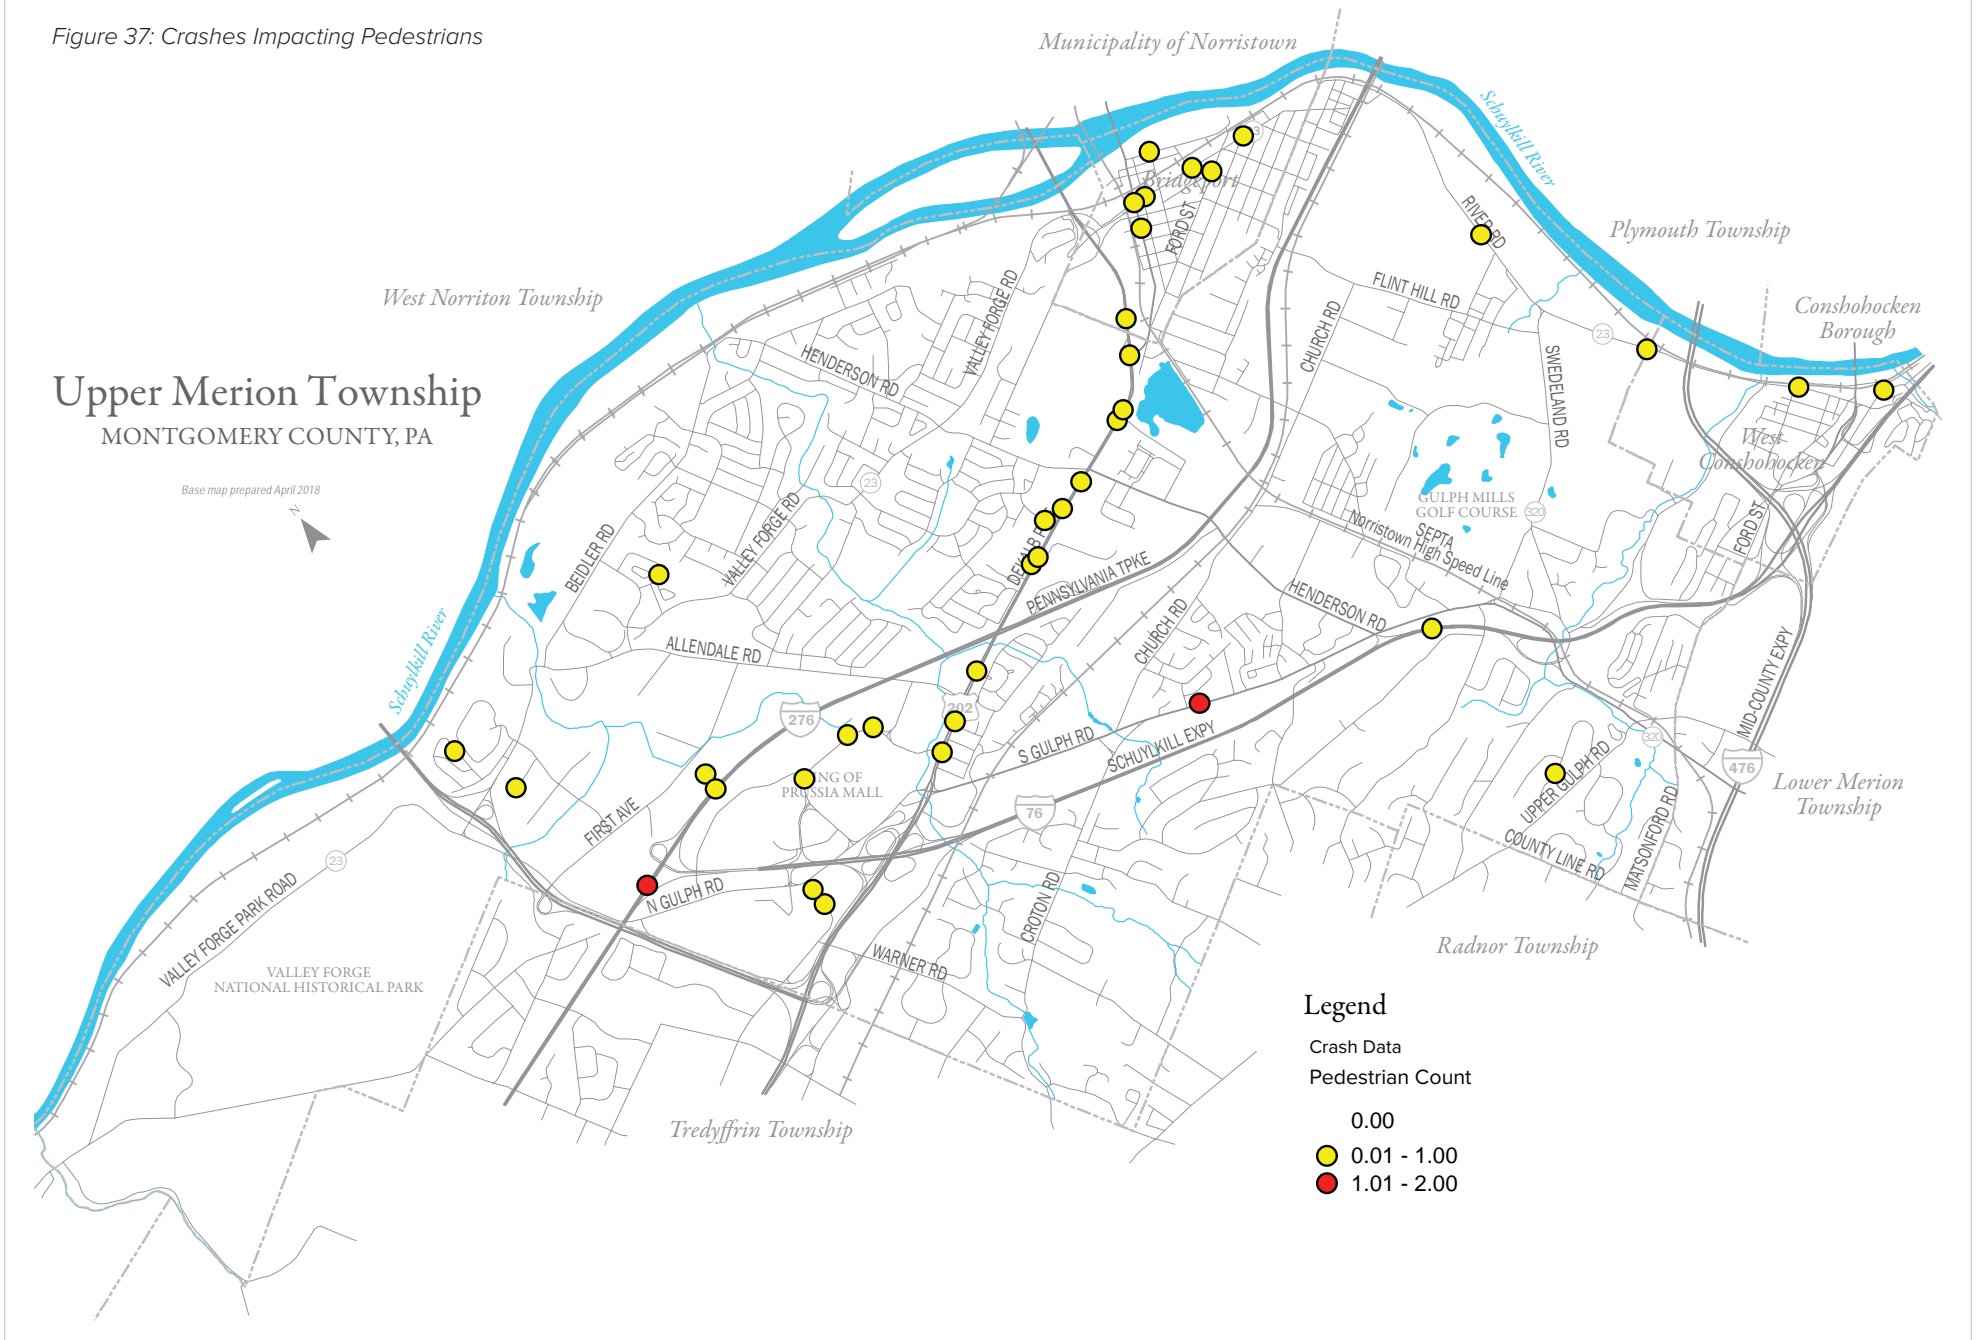 Figure 37: Crashes Impacting Pedestrians
Municipality of Norristown
Schuylkill River
Bridgeport
FORD ST
RIVER RD
Plymouth Township
West Norriton Township
VALLEY FORGE RD
FLINT HILL RD
CHURCH RD
Conshohocken
Borough
23
HENDERSON RD
SWEDELAND RD
Upper Merion Township
MONTGOMERY COUNTY, PA
West
Conshohocken
Base map prepared April 2018
N
23
GULPH MILLS
GOLF COURSE
320
SEPTA
Norristown High Speed Line
FORD ST
BEIDLER RD
VALLEY FORGE RD
PENNSYLVANIA TPKE
HENDERSON RD
CHURCH RD
ALLENDALE RD
Schuylkill River
MID-COUNTY EXPY
276
202
S GULPH RD
SCHUYLKILL EXPY
320
476
Lower Merion
Township
KING OF
PRUSSIA MALL
UPPER GULPH RD
76
FIRST AVE
COUNTY LINE RD
MATSONFORD RD
23
N GULPH RD
CROTON RD
VALLEY FORGE PARK ROAD
WARNER RD
Radnor Township
VALLEY FORGE
NATIONAL HISTORICAL PARK
Tredyffrin Township
Legend
Crash Data
Pedestrian Count
0.00
0.01 - 1.00
1.01 - 2.00